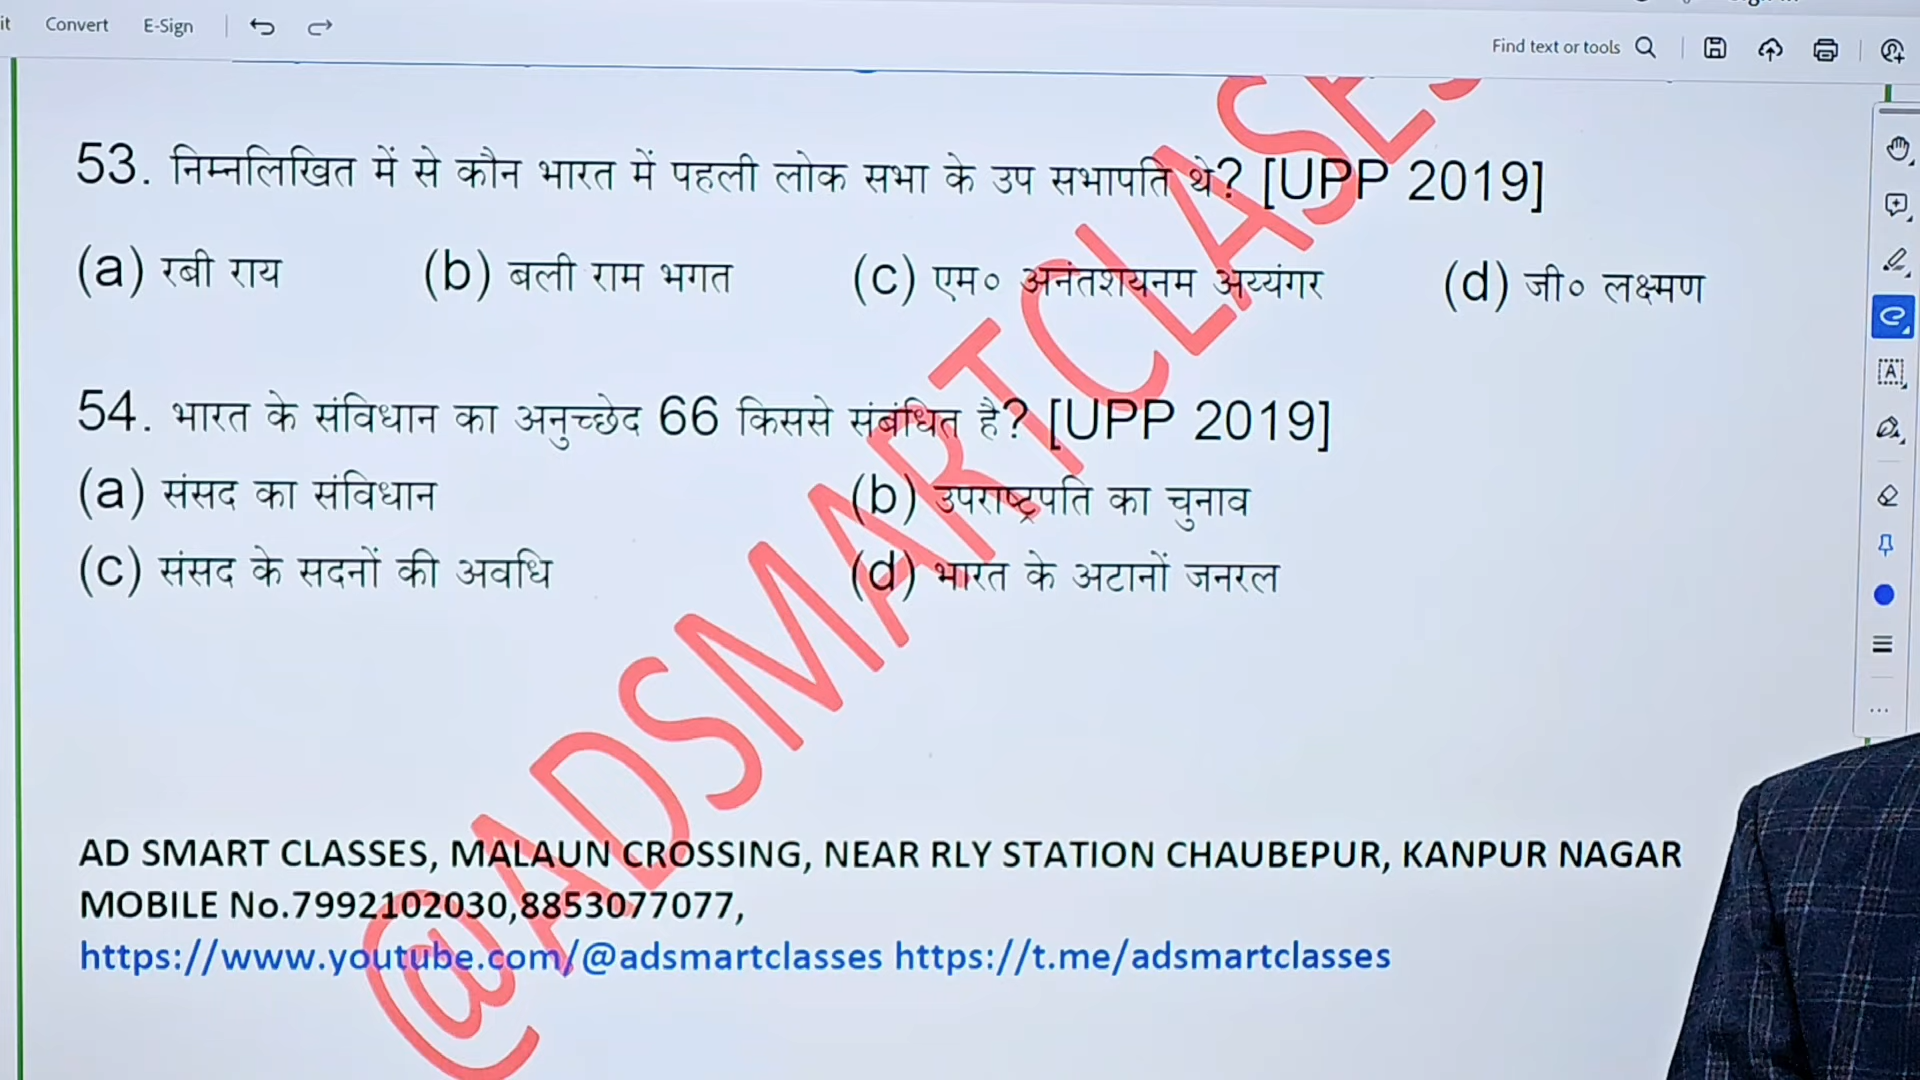 Convert E-Sign
Find text or tools
53. निम्नलिखित में से कौन भारत में पहली लोक सभा के उप सभापति थे? [UPP 2019]
(a) रबी राय (b) बली राम भगत (c) एम० अनंतशयनम अय्यंगर (d) जी० लक्ष्मण
54. भारत के संविधान का अनुच्छेद 66 किससे संबंधित है? [UPP 2019]
(a) संसद का संविधान (b) उपराष्ट्रपति का चुनाव
(c) संसद के सदनों की अवधि (d) भारत के अटानों जनरल
@ADSMARTCLASSES
AD SMART CLASSES, MALAUN CROSSING, NEAR RLY STATION CHAUBEPUR, KANPUR NAGAR
MOBILE No.7992102030,8853077077,
https://www.youtube.com/@adsmartclasses https://t.me/adsmartclasses